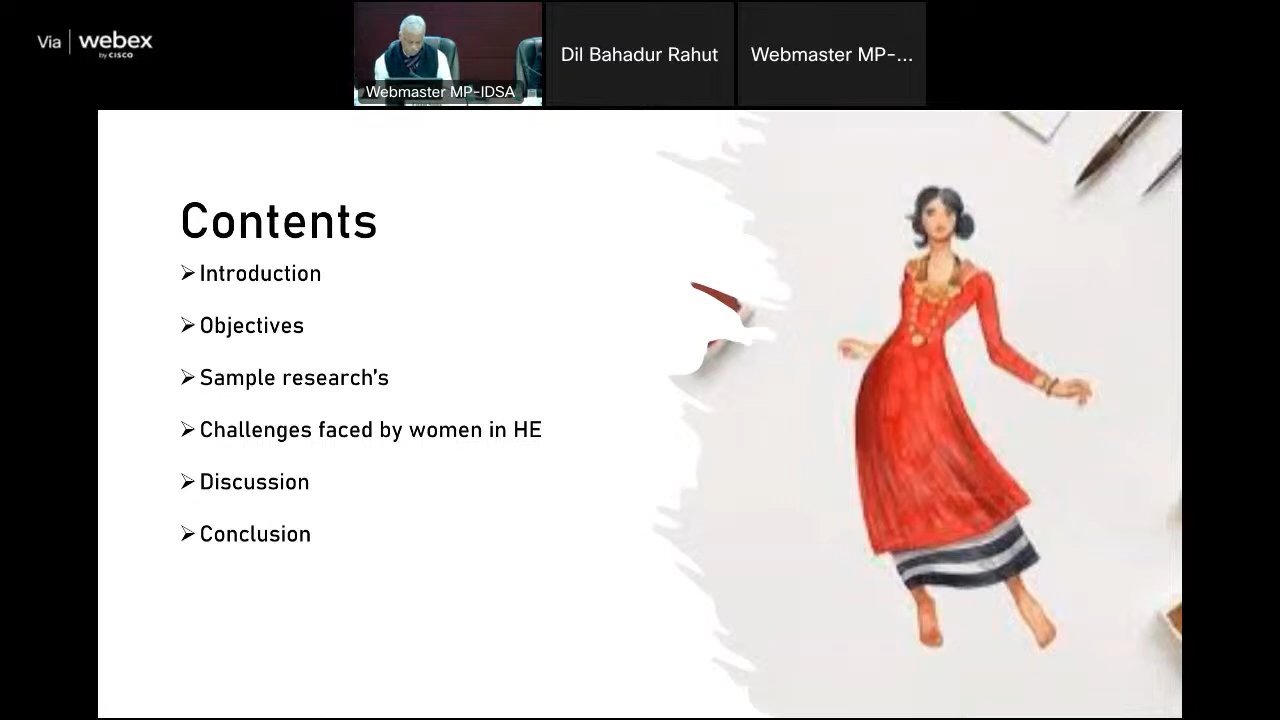 Via webex
by CISCO
Webmaster MP-IDSA
Dil Bahadur Rahut
Webmaster MP-...
Contents
➢ Introduction
➢ Objectives
➢ Sample research's
➢ Challenges faced by women in HE
➢ Discussion
➢ Conclusion